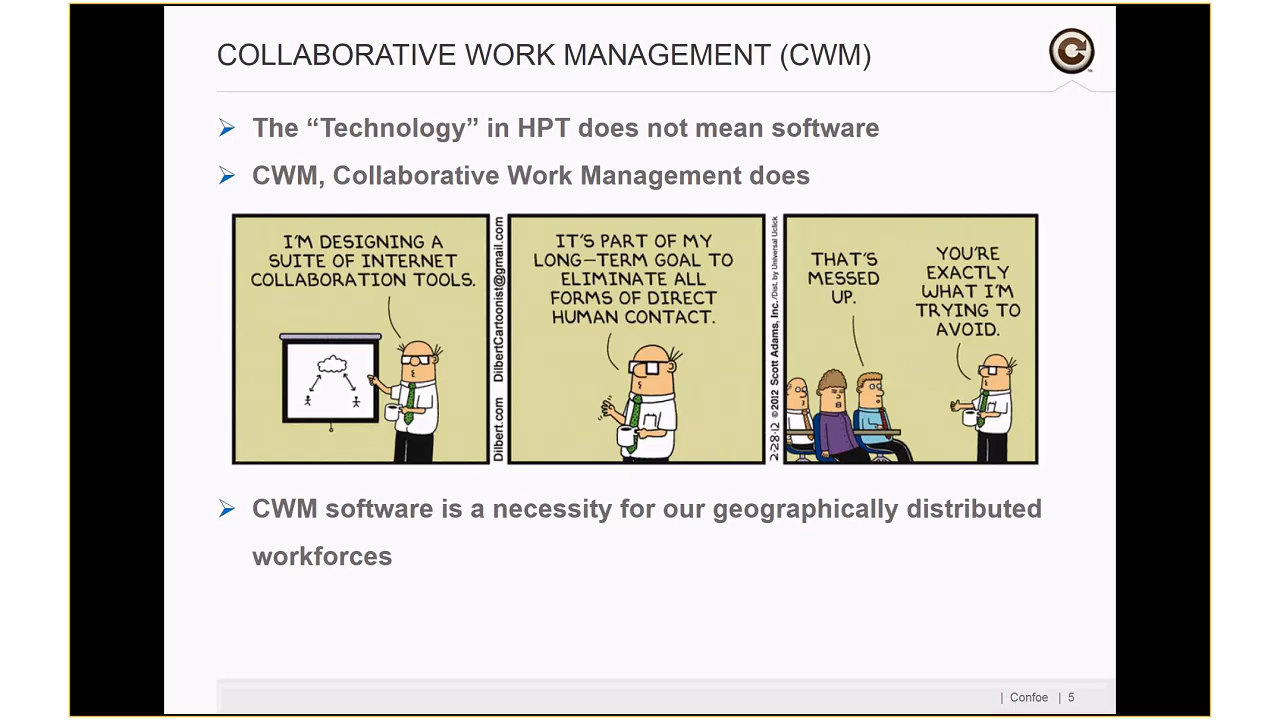 COLLABORATIVE WORK MANAGEMENT (CWM)
C
The “Technology” in HPT does not mean software
CWM, Collaborative Work Management does
I'M DESIGNING A
SUITE OF INTERNET
COLLABORATION TOOLS.
Dilbert.com DilbertCartoonist@gmail.com
IT'S PART OF MY
LONG-TERM GOAL TO
ELIMINATE ALL
FORMS OF DIRECT
HUMAN CONTACT.
2-28-12 ©2012 Scott Adams, Inc. /Dist. by Universal Uclick
THAT'S
MESSED
UP.
YOU'RE
EXACTLY
WHAT I'M
TRYING TO
AVOID.
CWM software is a necessity for our geographically distributed
workforces
| Confoe | 5